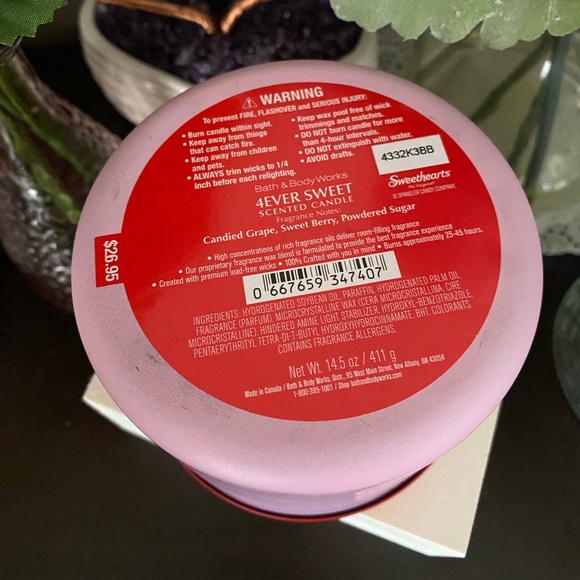 WARNING
To prevent FIRE, FLASHOVER and SERIOUS INJURY:
• Burn candle within sight.
• Keep away from things
that can catch fire.
• Keep away from children
and pets.
• ALWAYS trim wicks to 1/4
inch before each relighting.
• Keep wax pool free of wick
trimmings and matches.
• DO NOT burn candle for more
than 4-hour intervals.
• DO NOT extinguish with water.
• AVOID drafts.
4332K3BB
Sweethearts
© SPANGLER CANDY COMPANY.
Bath & Body Works
4EVER SWEET
SCENTED CANDLE
Fragrance Notes:
Candied Grape, Sweet Berry, Powdered Sugar
• High concentrations of rich fragrance oils deliver room-filling fragrance
• Our proprietary fragrance wax blend is formulated to provide the best fragrance experience
• Created with premium lead-free wicks • 100% Crafted with you in mind • Burns approximately 25-45 hours.
$26.95
0 667659 347407
INGREDIENTS: HYDROGENATED SOYBEAN OIL, PARAFFIN, HYDROGENATED PALM OIL,
FRAGRANCE (PARFUM), MICROCRYSTALLINE WAX (CERA MICROCRISTALLINA, CIRE
MICROCRISTALLINE), HINDERED AMINE LIGHT STABILIZER, HYDROXYPHENYL-BENZOTRIAZOLE,
PENTAERYTHRITYL TETRA-DI-T-BUTYL HYDROXYHYDROCINNAMATE, BHT. COLORANTS.
CONTAINS FRAGRANCE ALLERGENS.
Net Wt. 14.5 oz / 411 g
Made in Canada / Bath & Body Works, Distr., 95 West Main Street, New Albany, OH 43054
1-800-395-1001 / Shop bathandbodyworks.com